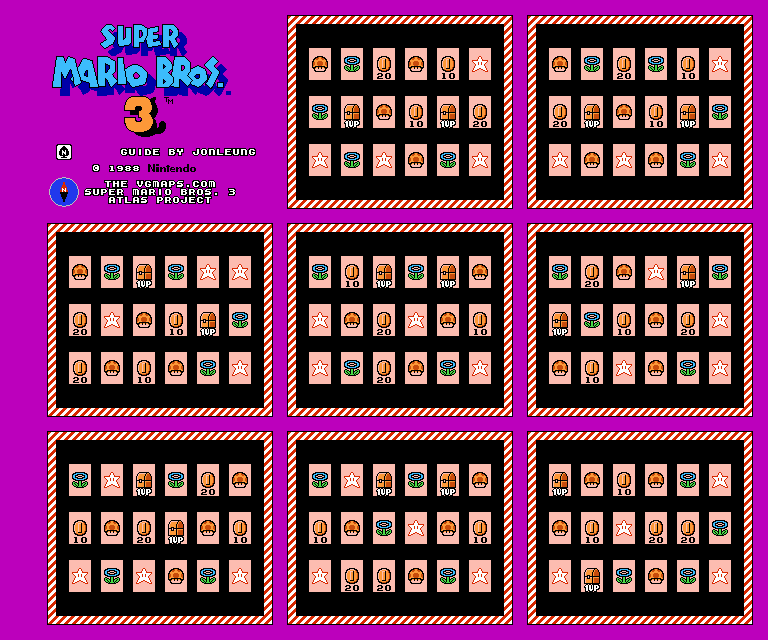 SUPER
MARIO BROS.
3 ™
GUIDE BY JONLEUNG
© 1988 Nintendo
N
THE VGMAPS.COM
SUPER MARIO BROS. 3
ATLAS PROJECT
20 10
1UP 10 1UP 20
20 10
20 1UP 10 1UP
1UP
20 10 1UP
20 10
10 1UP 1UP
20 10
20
20 1UP
1UP 10 20
10
1UP 20
10 20 1UP 10
1UP 1UP
10 10
20 20
1UP 10
10 20 20
1UP